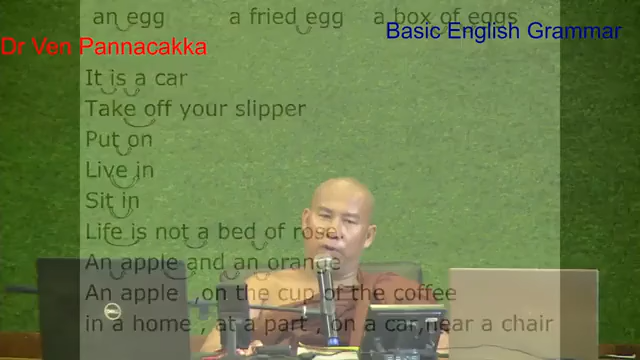 an egg a fried egg a box of eggs
Basic English Grammar
Dr Ven Pannacakka
It is a car
Take off your slipper
Put on
Live in
Sit in
Life is not a bed of rose
An apple and an orange
An apple , on the cup of the coffee
in a home , at a part , on a car,near a chair
DELL